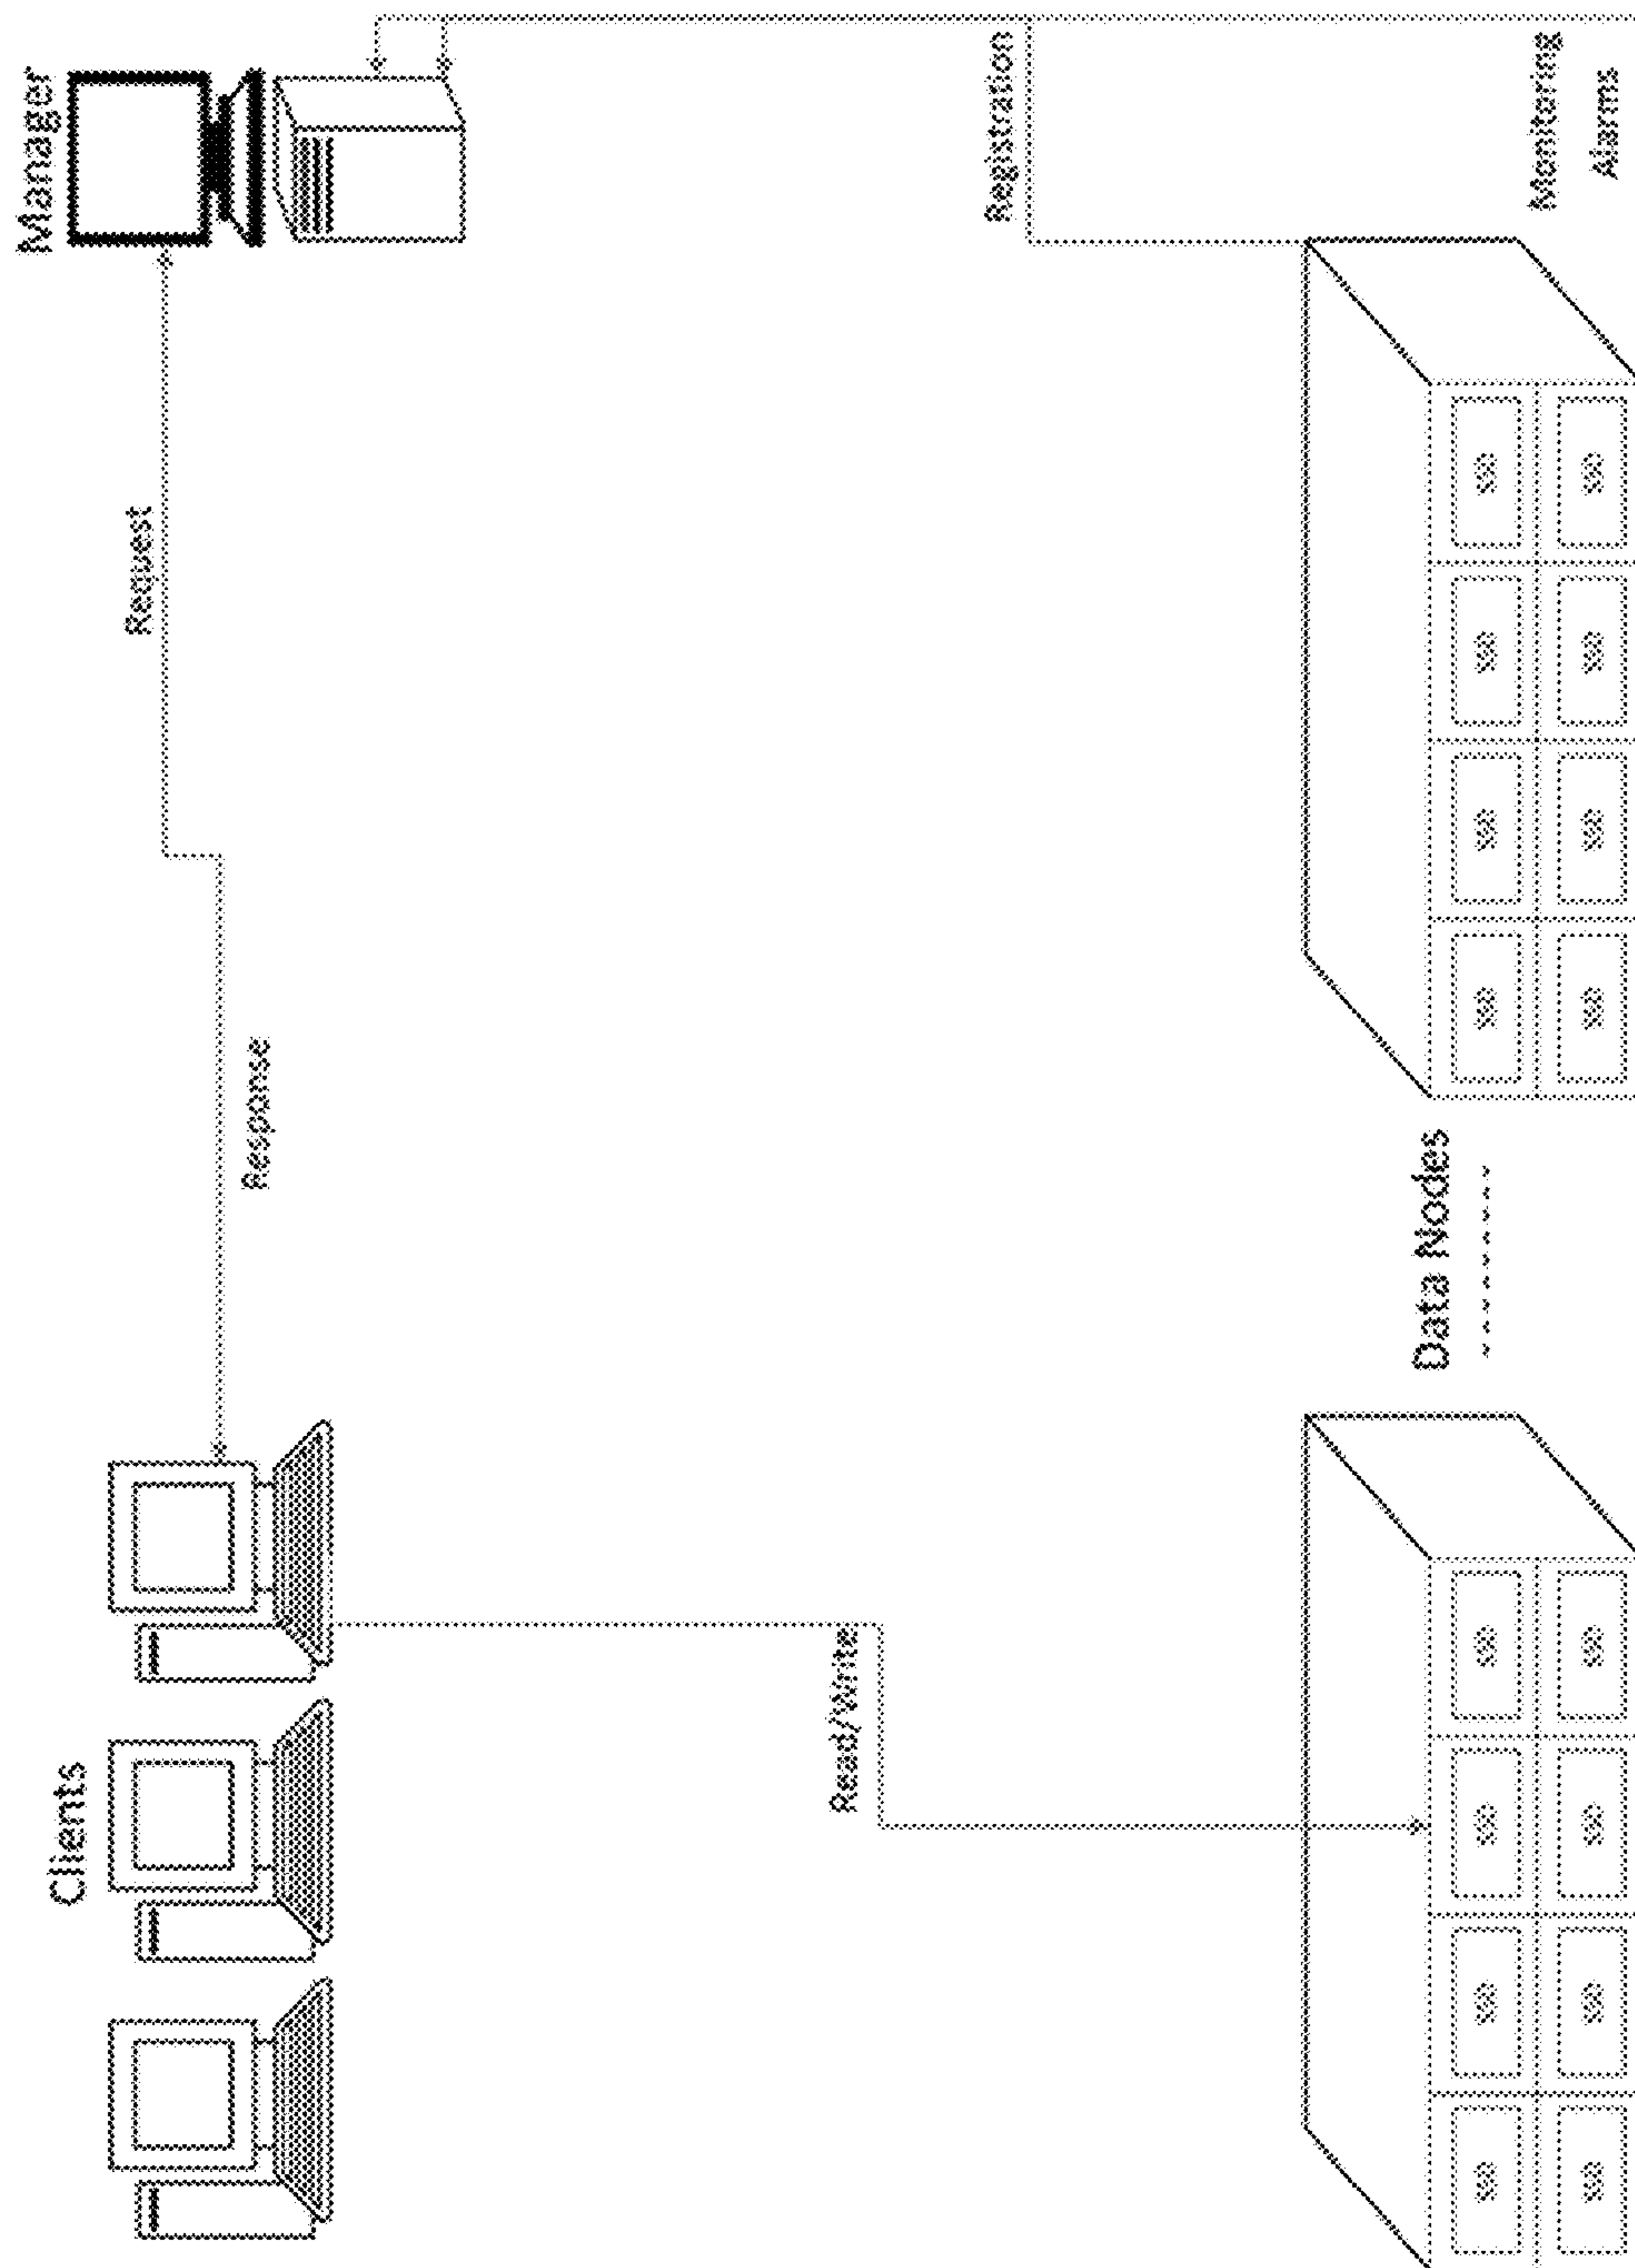 Clients
Manager
Request
Response
Read/Write
Registration
Data Nodes
Monitoring
Alarms